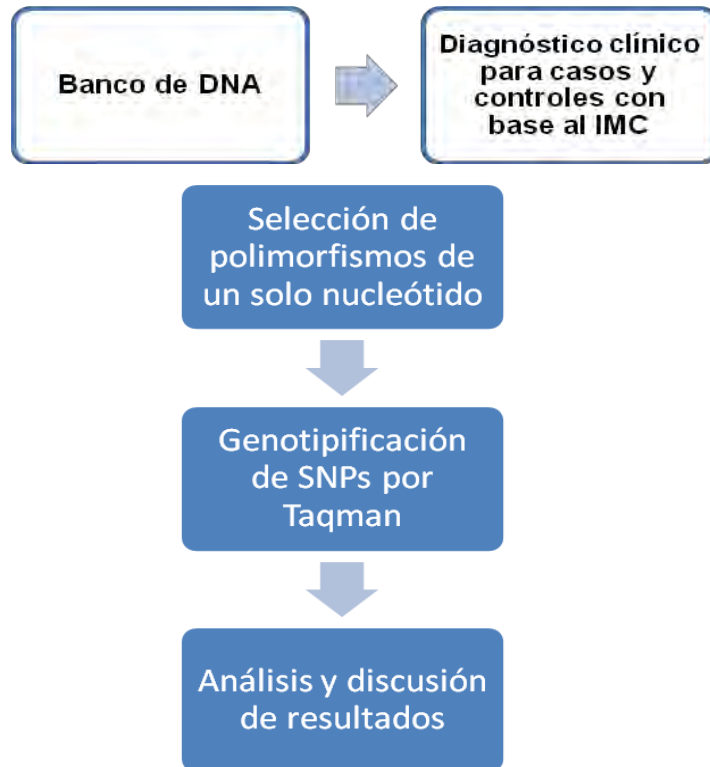 Banco de DNA
Diagnóstico clínico
para casos y
controles con
base al IMC
Selección de
polimorfismos de
un solo nucleótido
Genotipificación
de SNPs por
Taqman
Análisis y discusión
de resultados